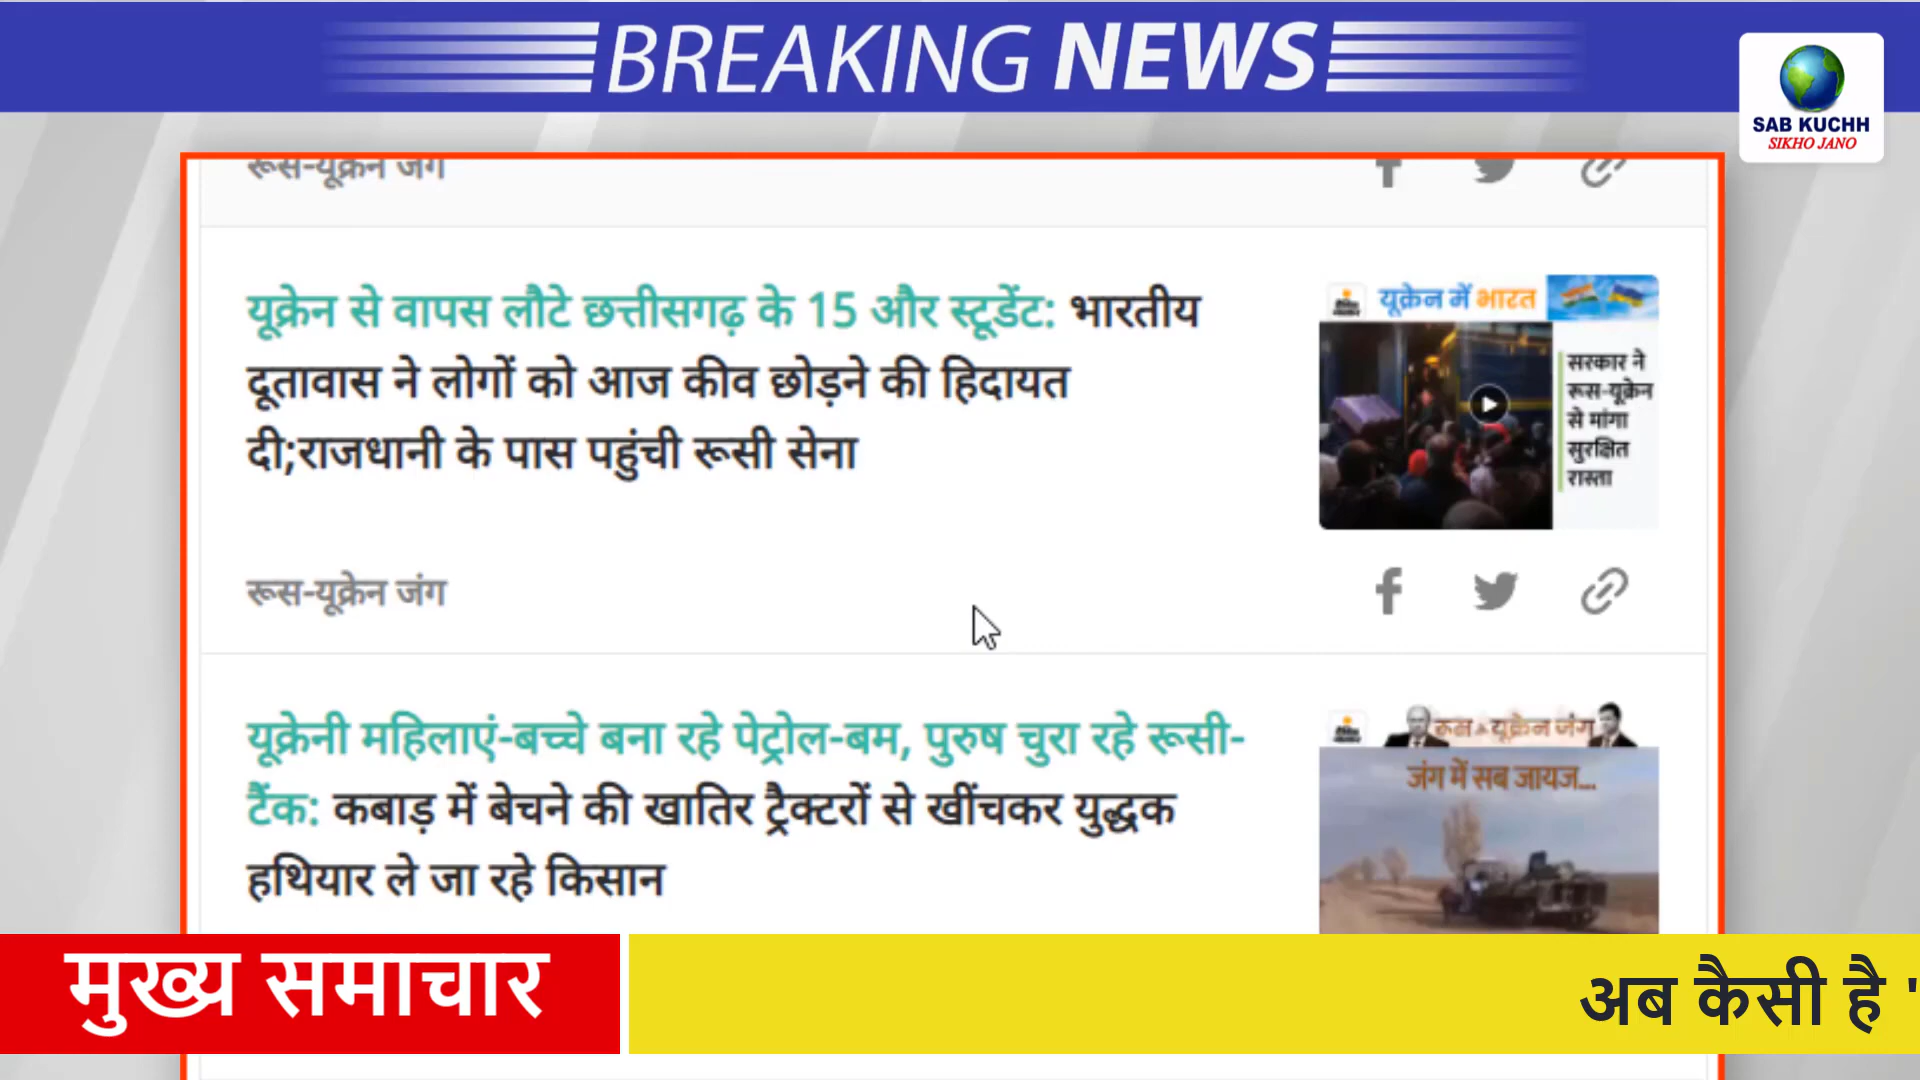 BREAKING NEWS
SAB KUCHH
SIKHO JANO
रूस-यूक्रेन जंग
यूक्रेन से वापस लौटे छत्तीसगढ़ के 15 और स्टूडेंट: भारतीय
दूतावास ने लोगों को आज कीव छोड़ने की हिदायत
दी;राजधानी के पास पहुंची रूसी सेना
यूक्रेन में भारत
सरकार ने
रूस-यूक्रेन
से मांगा
सुरक्षित
रास्ता
रूस-यूक्रेन जंग
यूक्रेनी महिलाएं-बच्चे बना रहे पेट्रोल-बम, पुरुष चुरा रहे रूसी-
टैंक: कबाड़ में बेचने की खातिर ट्रैक्टरों से खींचकर युद्धक
हथियार ले जा रहे किसान
रूस-यूक्रेन जंग
जंग में सब जायज...
मुख्य समाचार
अब कैसी है '